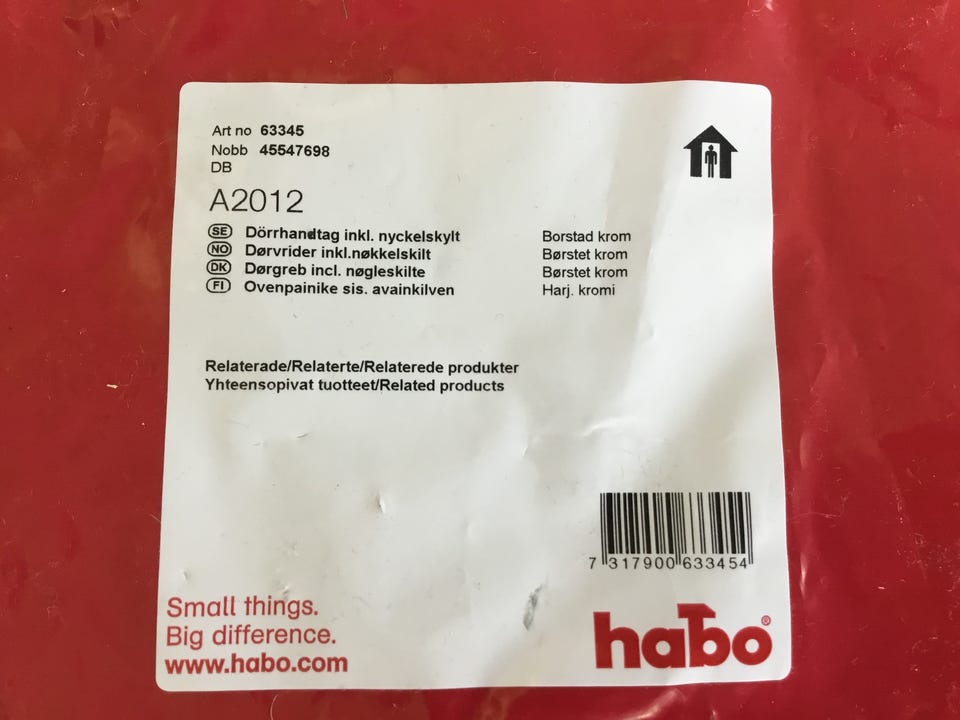 Art no 63345
Nobb 45547698
DB
A2012
SE Dörrhandtag inkl. nyckelskylt Borstad krom
NO Dørvrider inkl.nøkkelskilt Børstet krom
DK Dørgreb incl. nøgleskilte Børstet krom
FI Ovenpainike sis. avainkilven Harj. kromi
Relaterade/Relaterte/Relaterede produkter
Yhteensopivat tuotteet/Related products
7 317900 633454
Small things.
Big difference.
www.habo.com
habo®